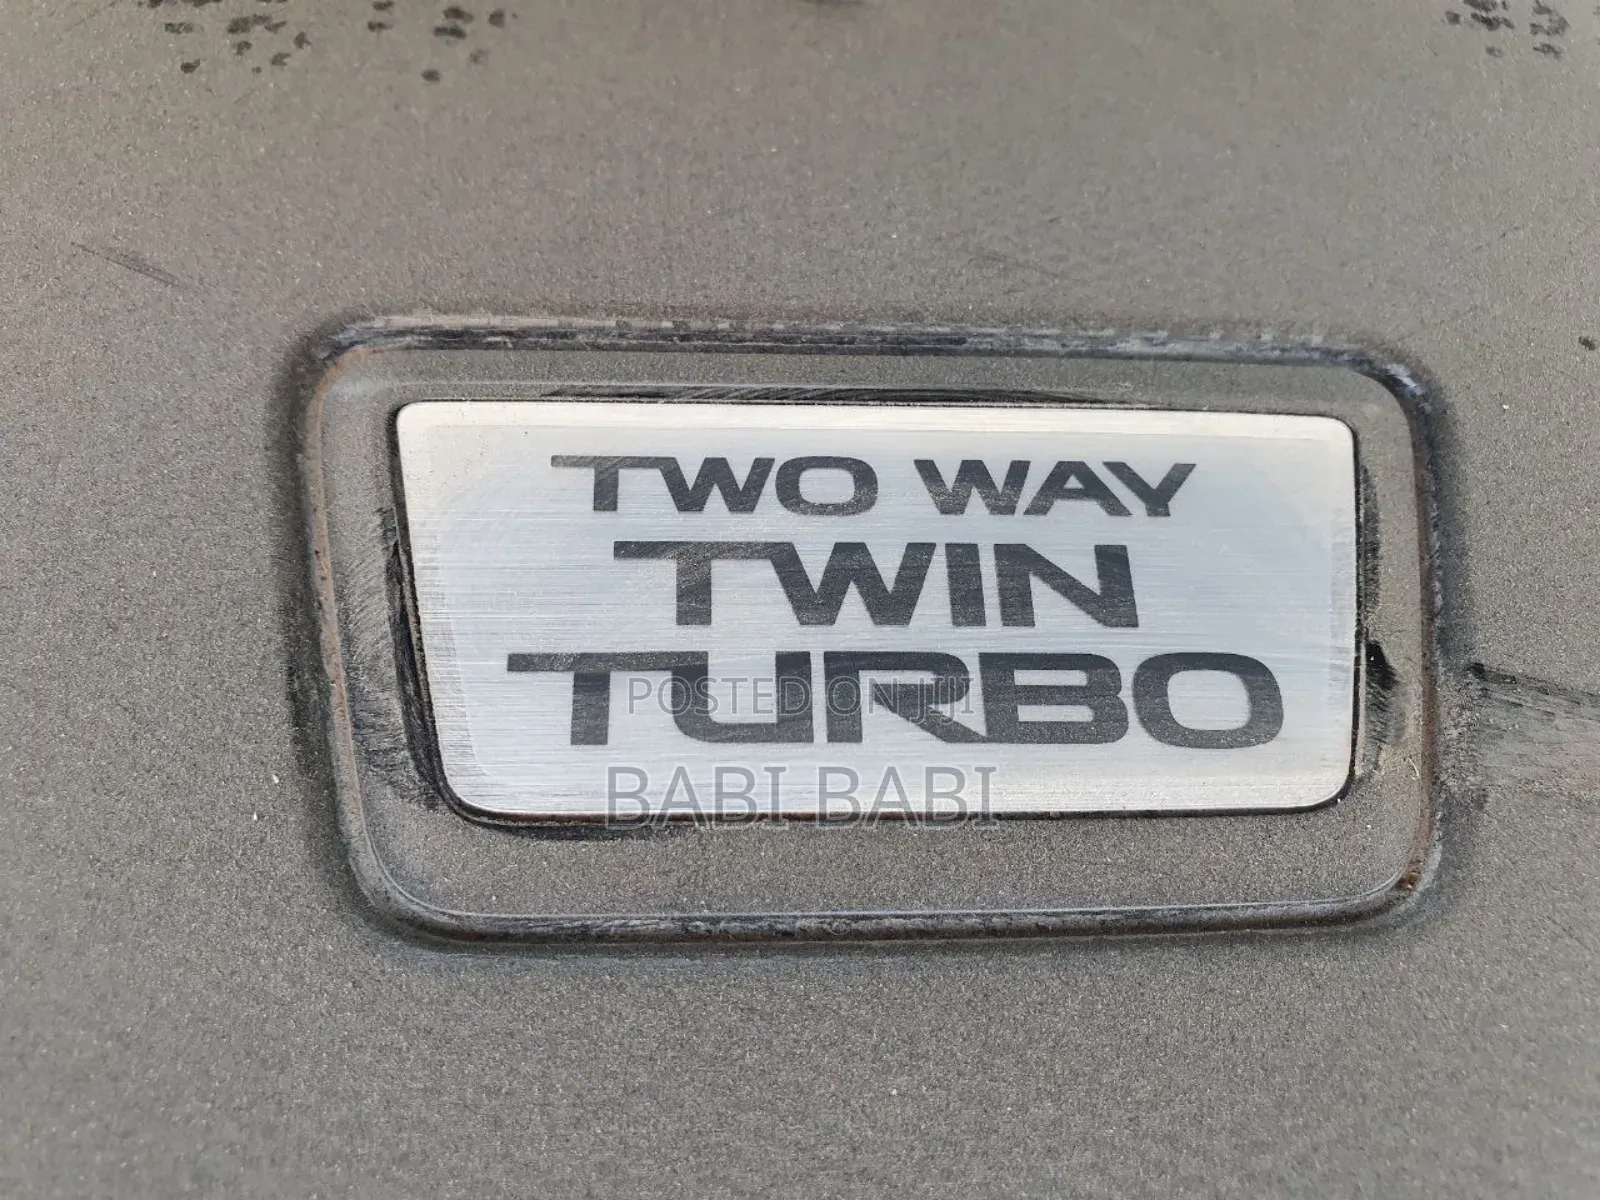 TWO WAY
TWIN
TURBO
POSTED ON JIJI
BABI BABI